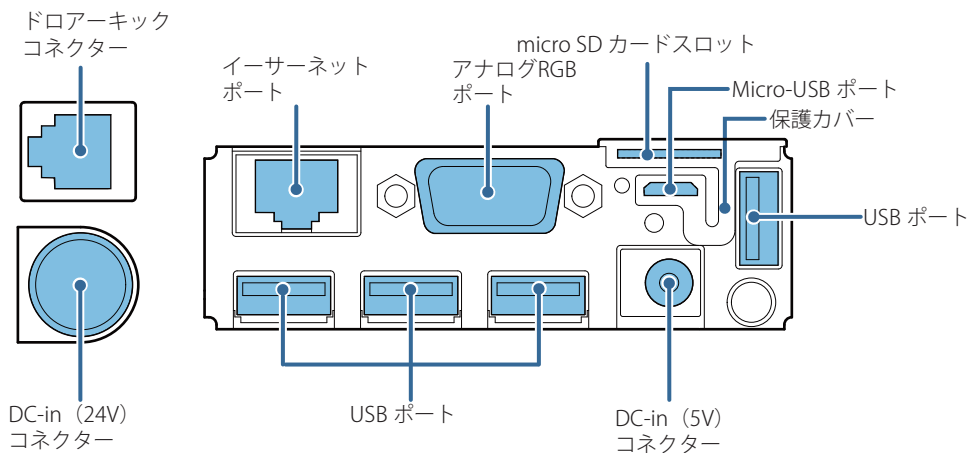 ドロアーキック
コネクター
イーサーネット
ポート
micro SD カードスロット
アナログRGB
ポート
Micro-USB ポート
保護カバー
USB ポート
DC-in（24V）
コネクター
USB ポート
DC-in（5V）
コネクター